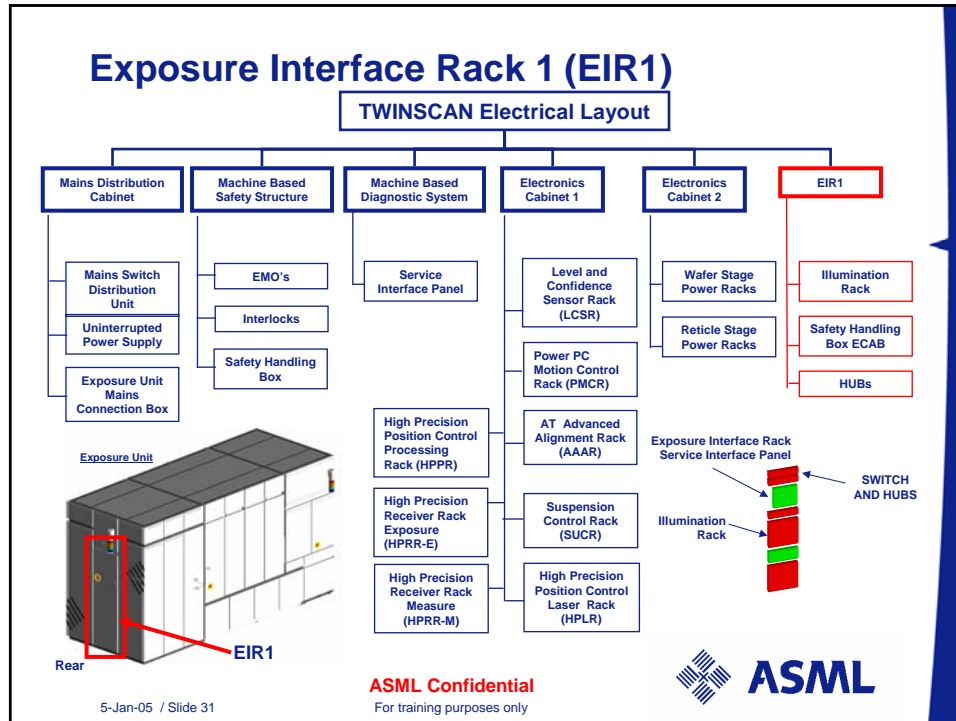 Exposure Interface Rack 1 (EIR1)
TWINSCAN Electrical Layout
Mains Distribution
Cabinet
Machine Based
Safety Structure
Machine Based
Diagnostic System
Electronics
Cabinet 1
Electronics
Cabinet 2
EIR1
Mains Switch
Distribution
Unit
Uninterrupted
Power Supply
Exposure Unit
Mains
Connection Box
EMO's
Interlocks
Safety Handling
Box
Service
Interface Panel
Level and
Confidence
Sensor Rack
(LCSR)
Power PC
Motion Control
Rack (PMCR)
High Precision
Position Control
Processing
Rack (HPPR)
AT Advanced
Alignment Rack
(AAAR)
High Precision
Receiver Rack
Exposure
(HPRR-E)
Suspension
Control Rack
(SUCR)
High Precision
Receiver Rack
Measure
(HPRR-M)
High Precision
Position Control
Laser Rack
(HPLR)
Wafer Stage
Power Racks
Reticle Stage
Power Racks
Illumination
Rack
Safety Handling
Box ECAB
HUBs
Exposure Interface Rack
Service Interface Panel
SWITCH
AND HUBS
Illumination
Rack
Exposure Unit
EIR1
Rear
ASML Confidential
For training purposes only
5-Jan-05 / Slide 31
ASML